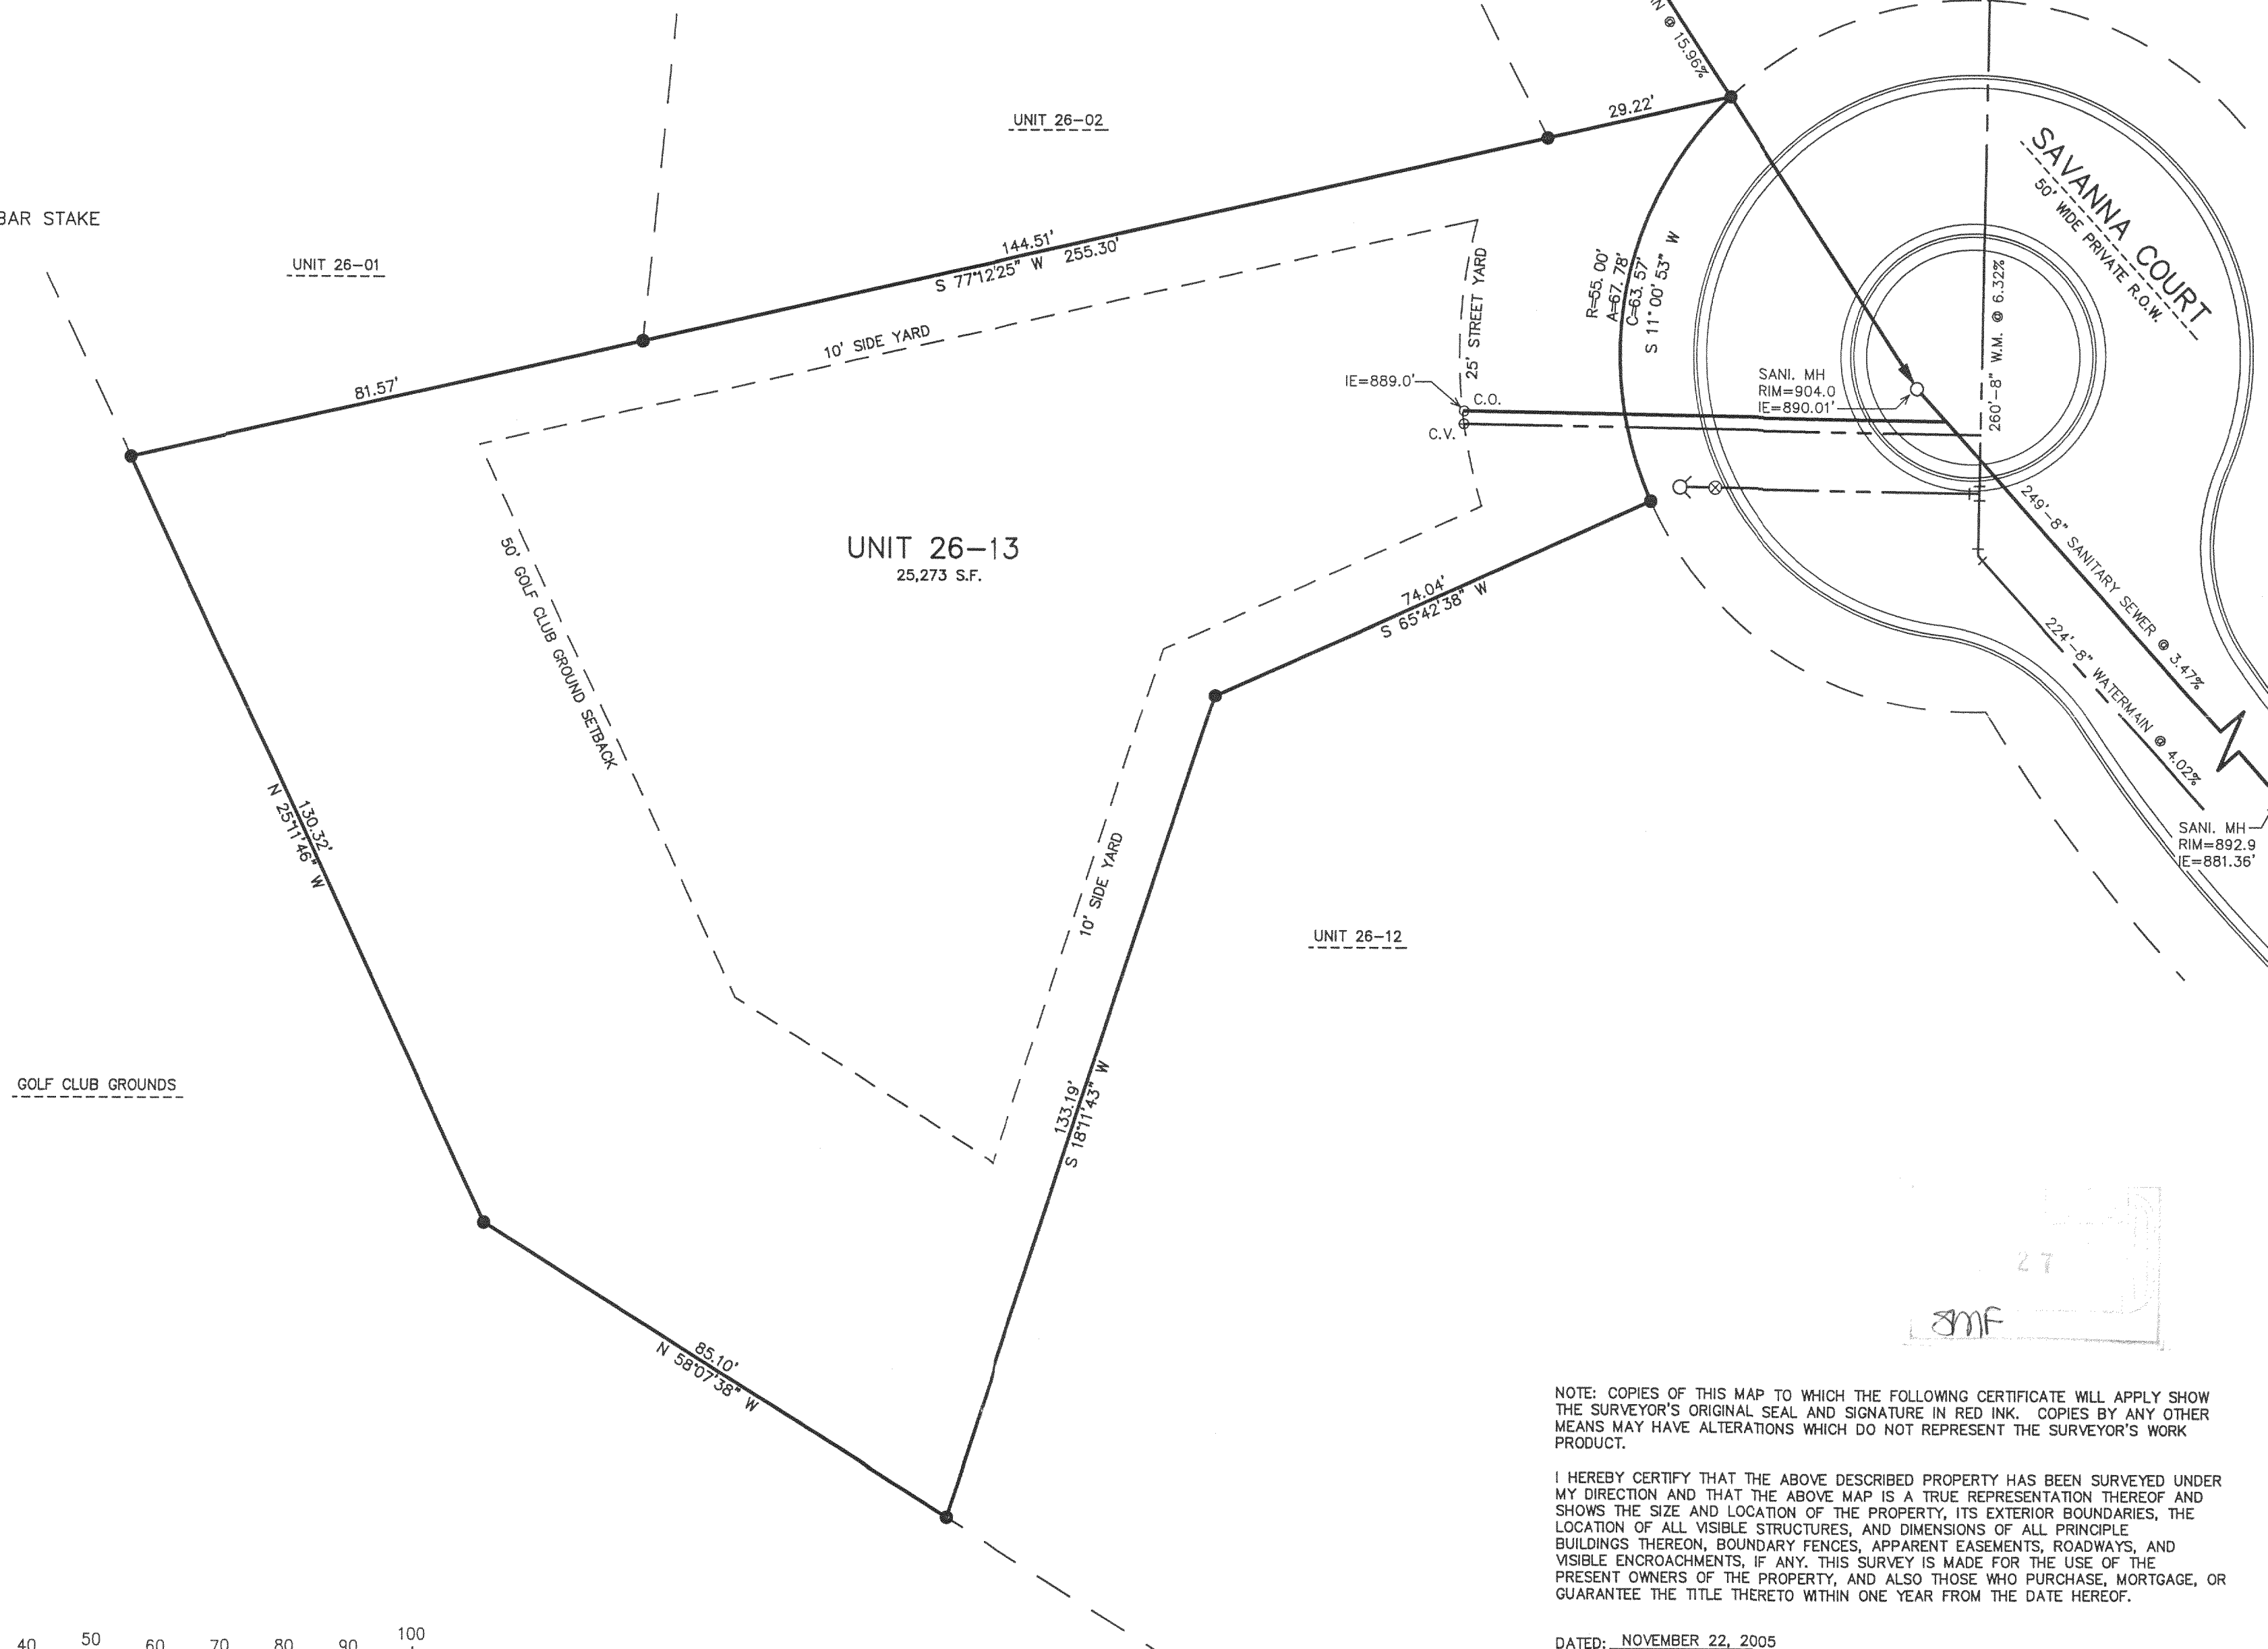 N @ 15.96%
29.22'
UNIT 26-02
SAVANNA COURT
50' WIDE PRIVATE R.O.W.
BAR STAKE
UNIT 26-01
144.51'
S 77°12'25" W 255.30'
25' STREET YARD
R=55.00'
A=67.78'
C=63.57'
S 11°00'53" W
260'-8" W.M. @ 6.32%
10' SIDE YARD
81.57'
IE=889.0'
C.O.
C.V.
SANI. MH
RIM=904.0
IE=890.01'
UNIT 26-13
25,273 S.F.
50' GOLF CLUB GROUND SETBACK
74.04'
S 65°42'38" W
249'-8" SANITARY SEWER @ 3.47%
224'-8" WATERMAIN @ 4.02%
SANI. MH
RIM=892.9
IE=881.36'
130.32'
N 25°11'46" W
10' SIDE YARD
UNIT 26-12
GOLF CLUB GROUNDS
133.19'
S 18°11'43" W
85.10'
N 58°07'38" W
27
SMF
NOTE: COPIES OF THIS MAP TO WHICH THE FOLLOWING CERTIFICATE WILL APPLY SHOW
THE SURVEYOR'S ORIGINAL SEAL AND SIGNATURE IN RED INK. COPIES BY ANY OTHER
MEANS MAY HAVE ALTERATIONS WHICH DO NOT REPRESENT THE SURVEYOR'S WORK
PRODUCT.
I HEREBY CERTIFY THAT THE ABOVE DESCRIBED PROPERTY HAS BEEN SURVEYED UNDER
MY DIRECTION AND THAT THE ABOVE MAP IS A TRUE REPRESENTATION THEREOF AND
SHOWS THE SIZE AND LOCATION OF THE PROPERTY, ITS EXTERIOR BOUNDARIES, THE
LOCATION OF ALL VISIBLE STRUCTURES, AND DIMENSIONS OF ALL PRINCIPLE
BUILDINGS THEREON, BOUNDARY FENCES, APPARENT EASEMENTS, ROADWAYS, AND
VISIBLE ENCROACHMENTS, IF ANY. THIS SURVEY IS MADE FOR THE USE OF THE
PRESENT OWNERS OF THE PROPERTY, AND ALSO THOSE WHO PURCHASE, MORTGAGE, OR
GUARANTEE THE TITLE THERETO WITHIN ONE YEAR FROM THE DATE HEREOF.
DATED: NOVEMBER 22, 2005
40 50 60 70 80 90 100